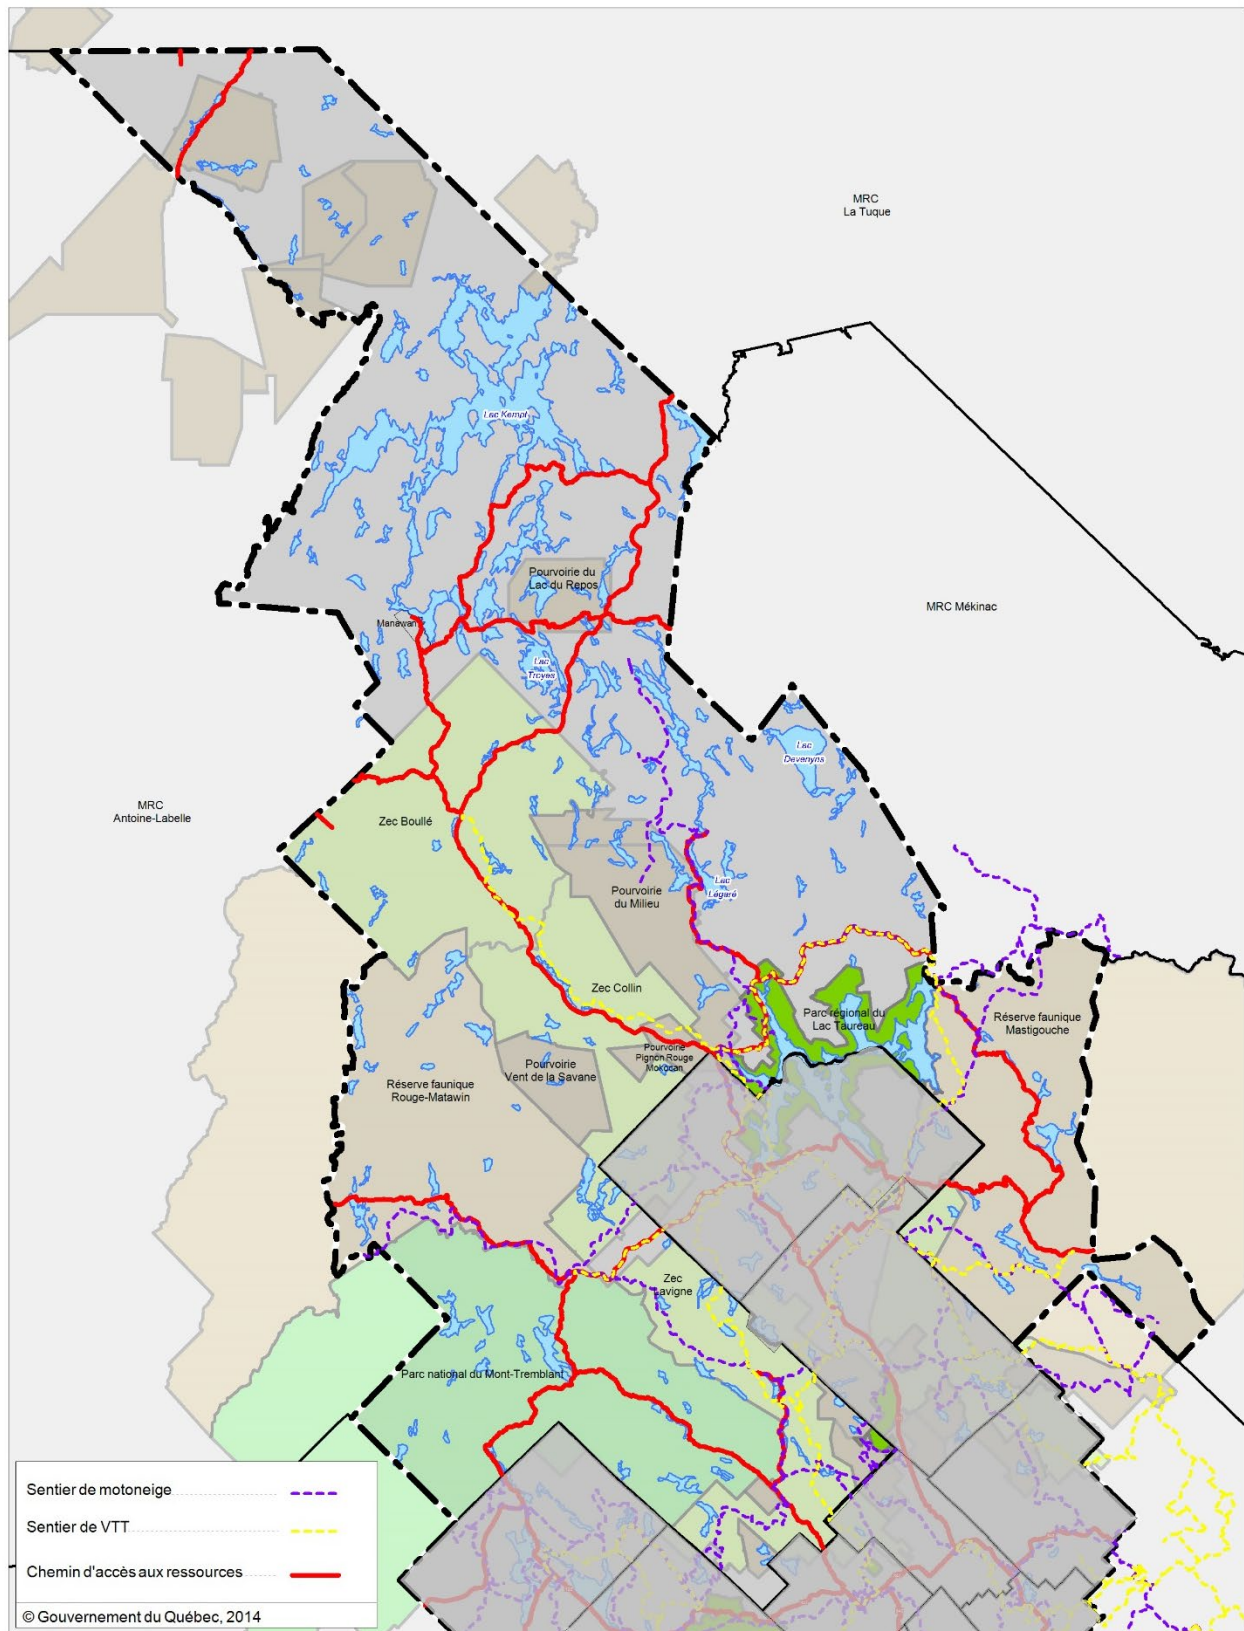 MRC
La Tuque
Lac Kempt
Pourvoirie du
Lac du Repos
MRC Mékinac
Manawan
Lac
Troyes
Lac
Devenyns
MRC
Antoine-Labelle
Zec Boullé
Pourvoirie
du Milieu
Lac
Légaré
Zec Collin
Parc régional du
Lac Taureau
Réserve faunique
Mastigouche
Pourvoirie
Pignon Rouge
Mokocan
Pourvoirie
Vent de la Savane
Réserve faunique
Rouge-Matawin
Zec
Lavigne
Parc national du Mont-Tremblant
Sentier de motoneige
Sentier de VTT
Chemin d'accès aux ressources
© Gouvernement du Québec, 2014